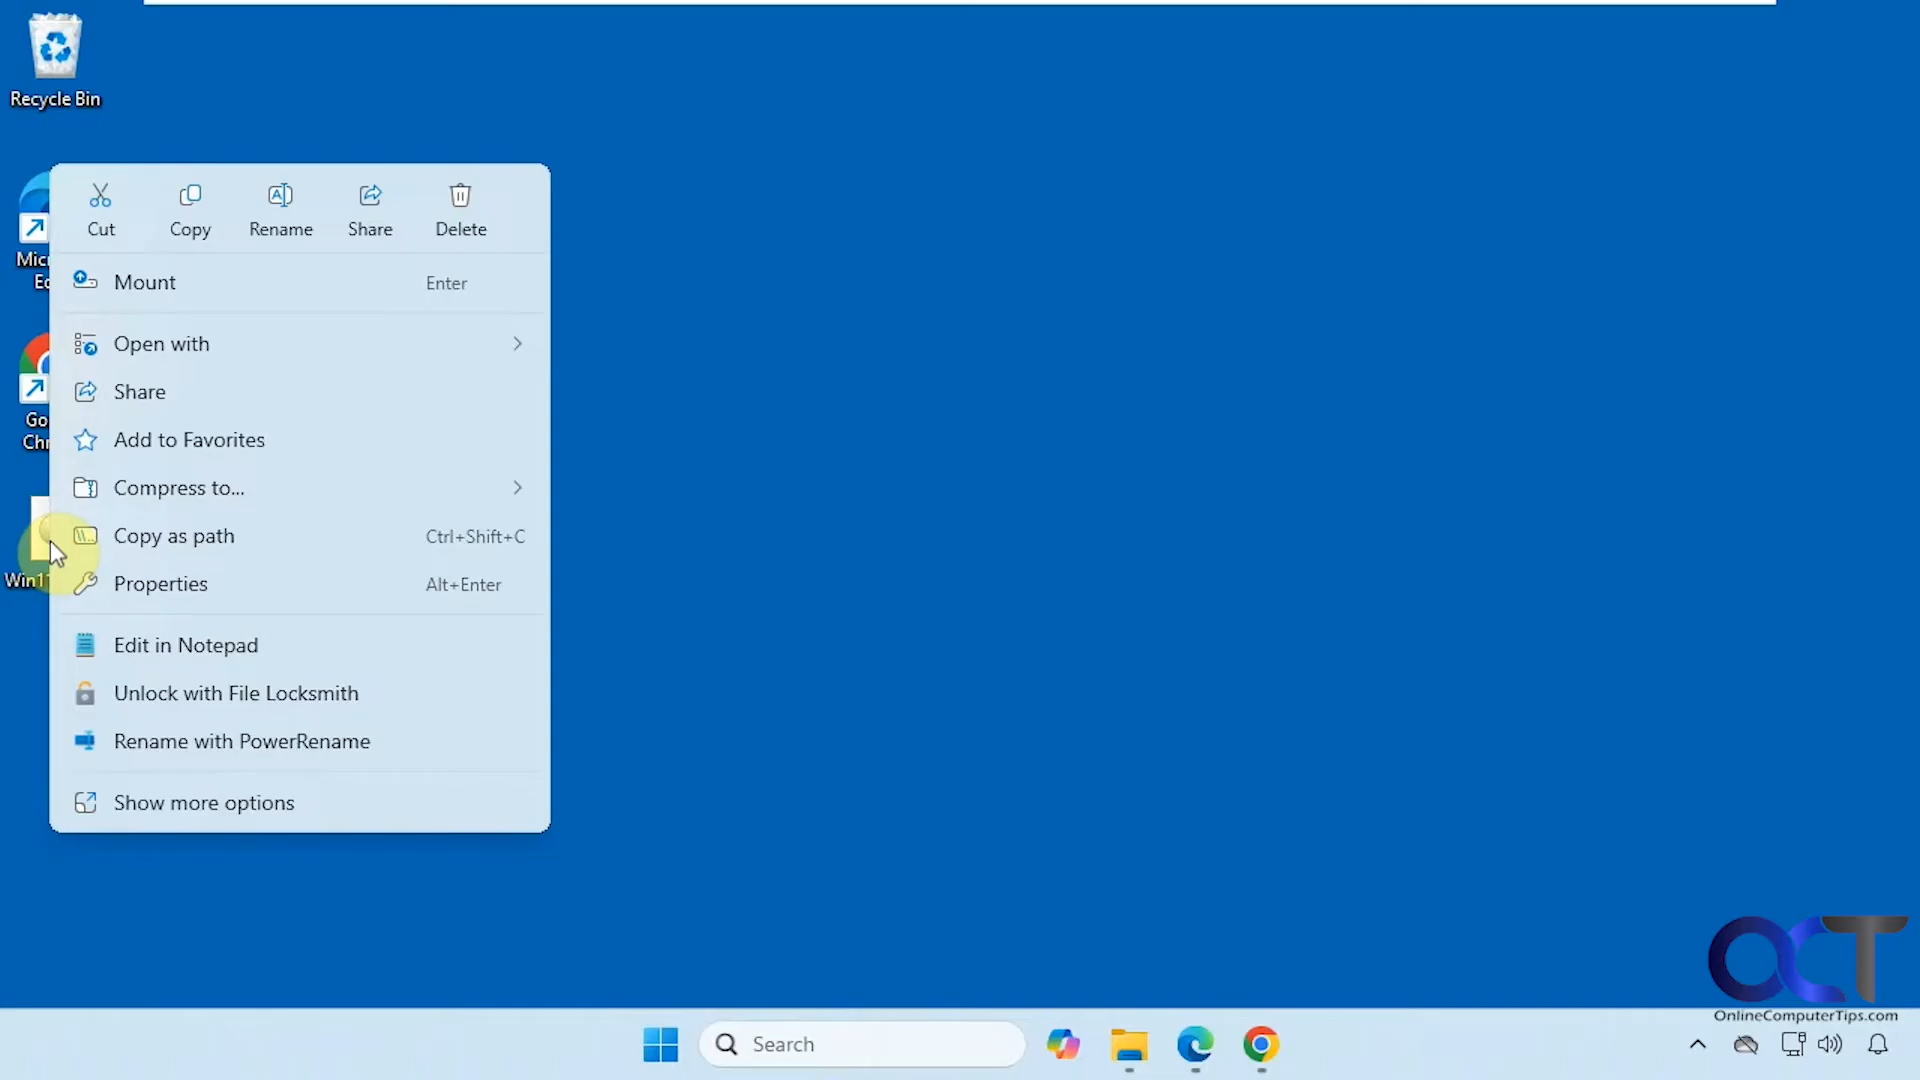 Recycle Bin
Cut
Copy
Rename
Share
Delete
Mount Enter
Open with
Share
Add to Favorites
Compress to...
Copy as path Ctrl+Shift+C
Properties Alt+Enter
Edit in Notepad
Unlock with File Locksmith
Rename with PowerRename
Show more options
Search
OCT
OnlineComputerTips.com